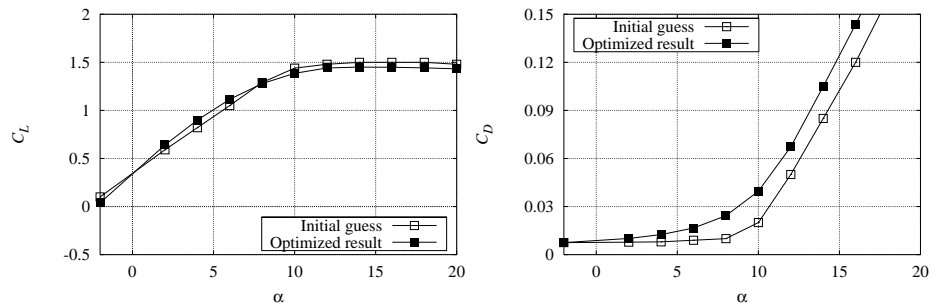 2
1.5
1
0.5
0
-0.5
C_L
0
5
10
15
20
α
Initial guess
Optimized result
0.15
0.12
0.09
0.06
0.03
0
C_D
0
5
10
15
20
α
Initial guess
Optimized result